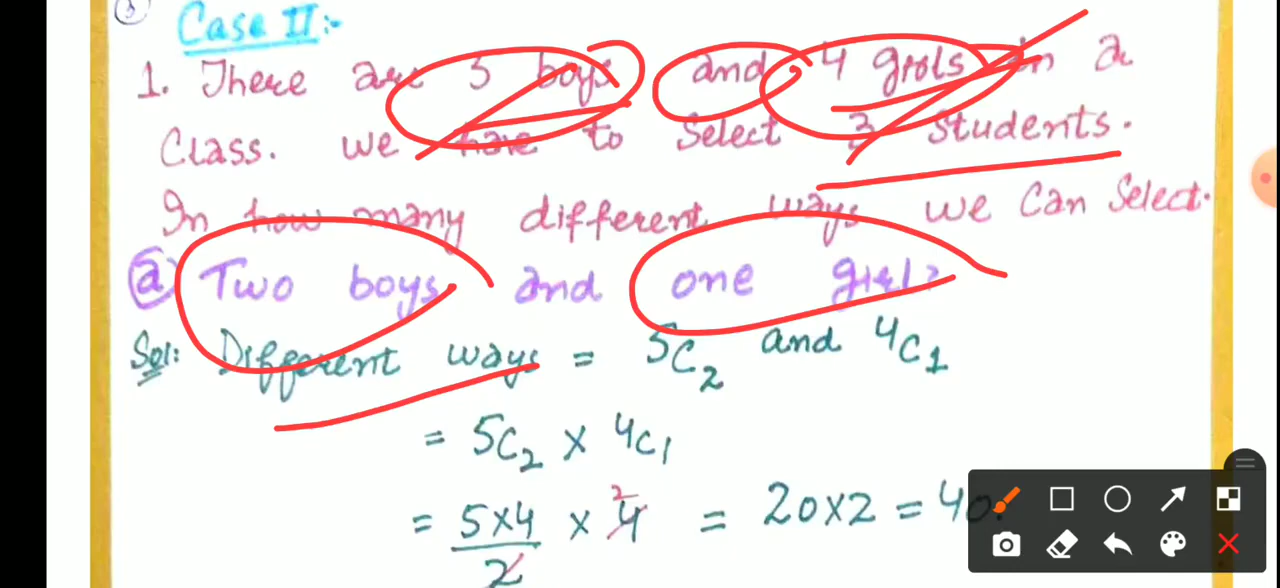 3
Case II:-
1. There are 5 boys and 4 girls in a
Class. we have to Select 3 students.
In how many different ways we Can Select.
(a) Two boys and one girl?
Sol: Different ways = 5C₂ and 4C₁
= 5C₂ × 4C₁
= 5×4/2 × 4 2 = 20×2 = 40.